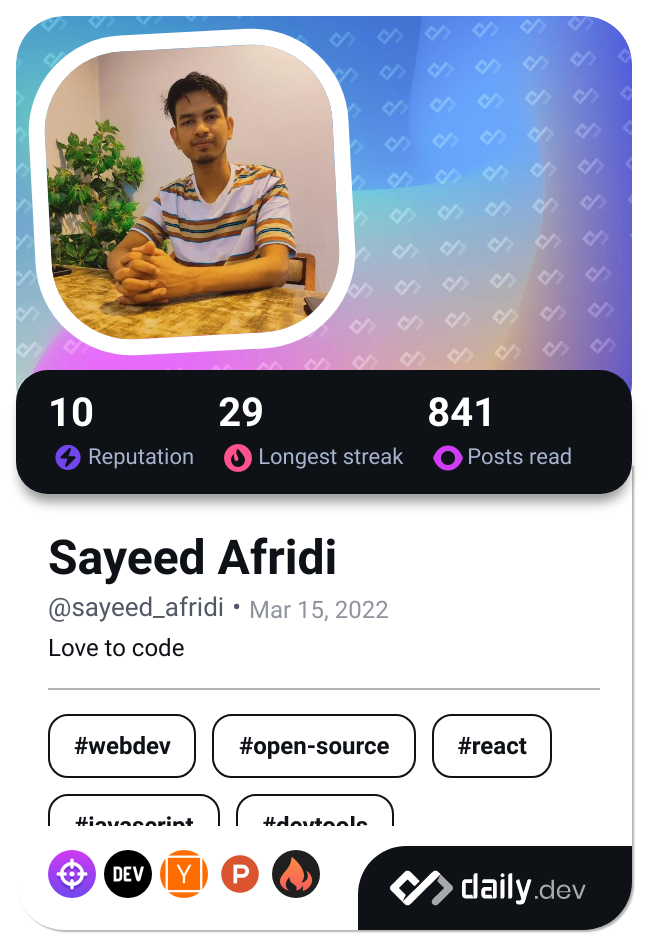 10 29 841
Reputation Longest streak Posts read
Sayeed Afridi
@sayeed_afridi • Mar 15, 2022
Love to code
#webdev #open-source #react
#javascript #devtools
DEV Y P daily.dev